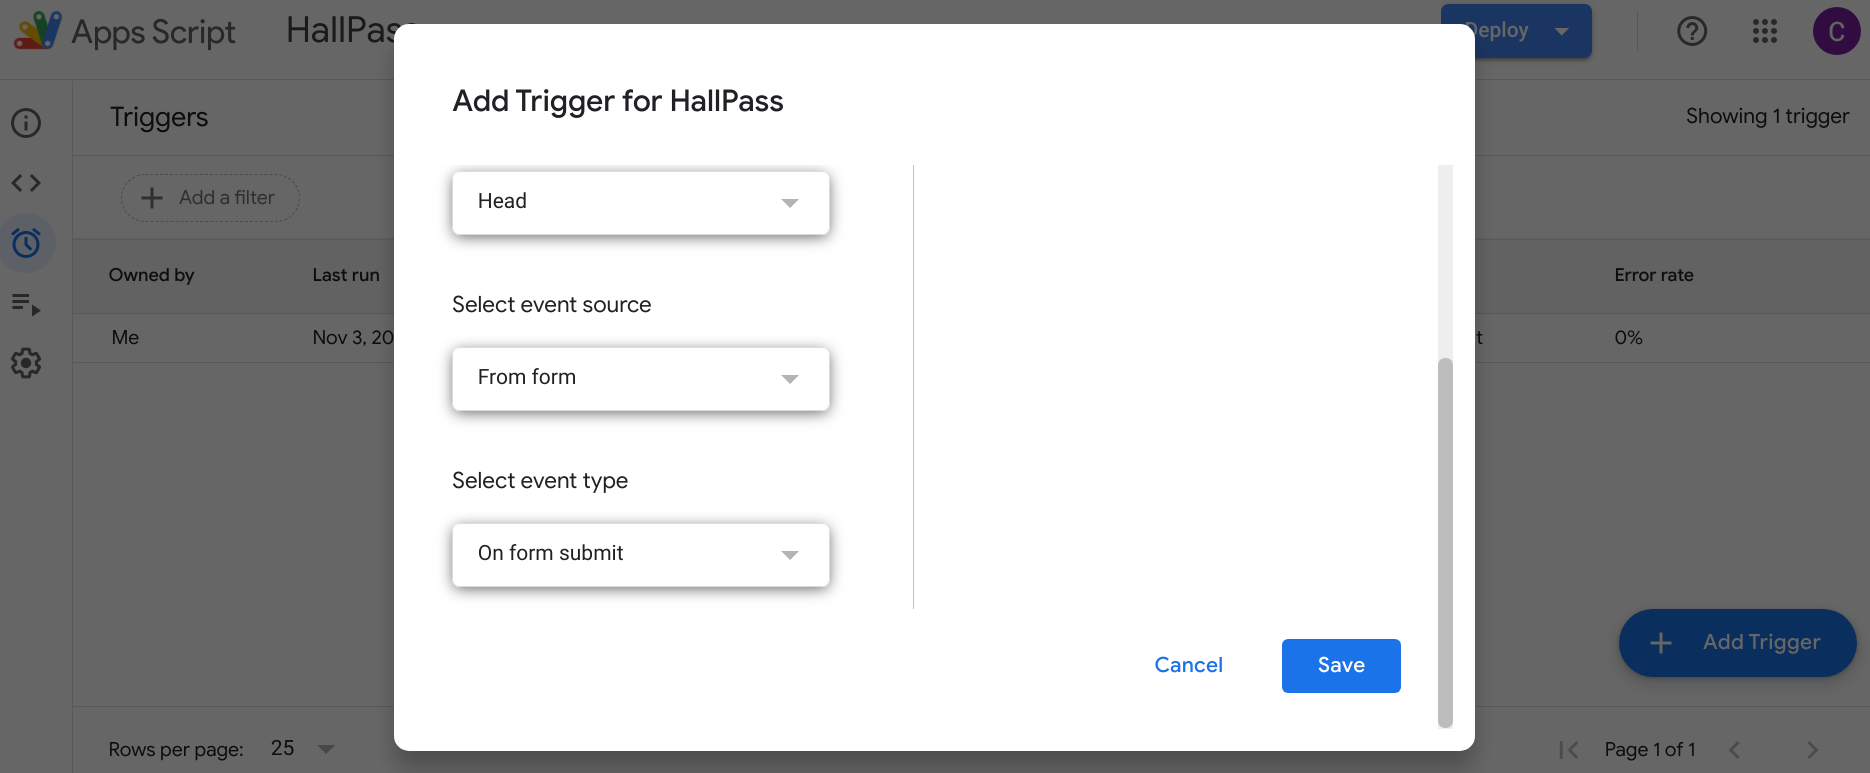 Apps Script
HallPass
Deploy
C
Triggers
Showing 1 trigger
Add a filter
Owned by
Last run
Error rate
Me
Nov 3, 20
t
0%
Add Trigger for HallPass
Head
Select event source
From form
Select event type
On form submit
Cancel
Save
Add Trigger
Rows per page:
25
Page 1 of 1